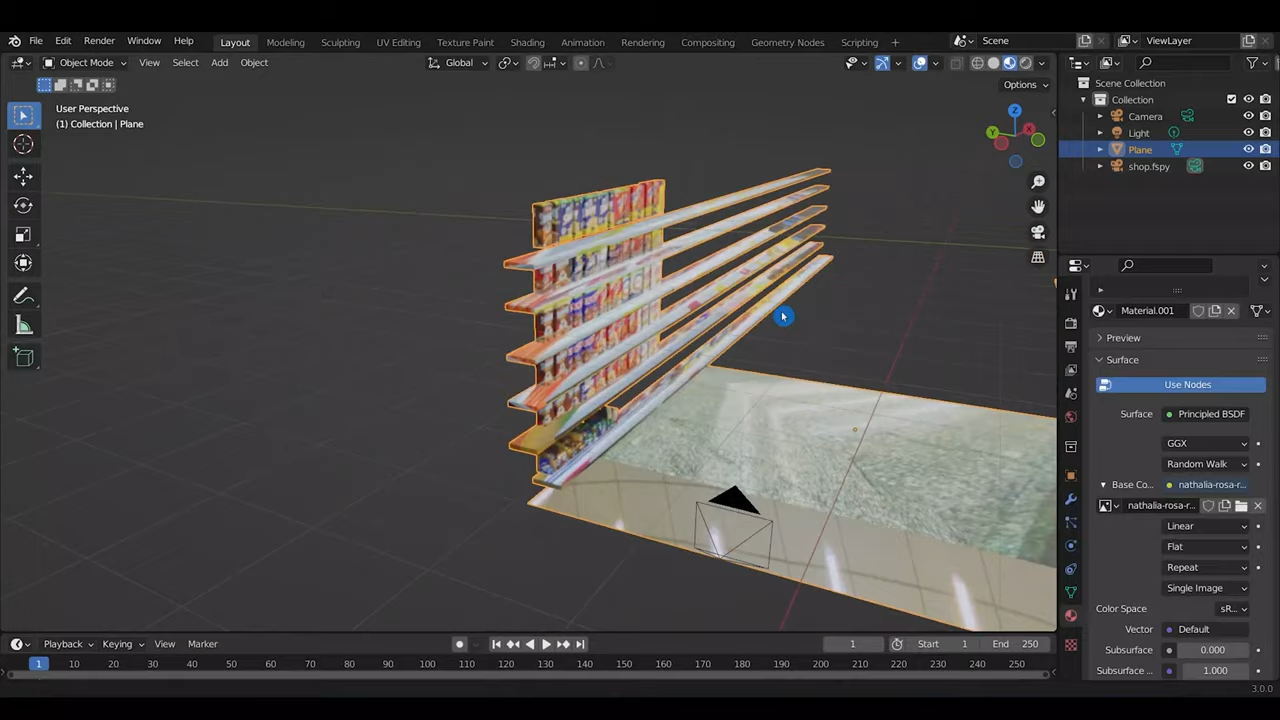 File Edit Render Window Help Layout Modeling Sculpting UV Editing Texture Paint Shading Animation Rendering Compositing Geometry Nodes Scripting + Scene ViewLayer
Object Mode View Select Add Object Global
Options
User Perspective
(1) Collection | Plane
Scene Collection
Collection
Camera
Light
Plane
shop.fspy
Z
Y
X
Material.001
Preview
Surface
Use Nodes
Surface Principled BSDF
GGX
Random Walk
Base Co... nathalia-rosa-r...
nathalia-rosa-r...
Linear
Flat
Repeat
Single Image
Color Space sR...
Vector Default
Subsurface 0.000
Subsurface .. 1.000
Playback Keying View Marker 1 Start 1 End 250
1 10 20 30 40 50 60 70 80 90 100 110 120 130 140 150 160 170 180 190 200 210 220 230 240 250
3.0.0